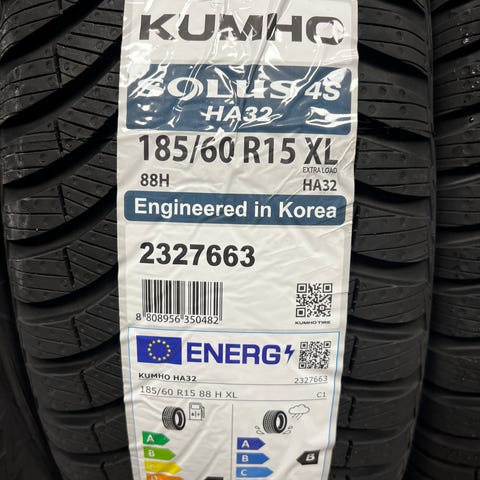 KUMHO
SOLUS 4S
HA32
185/60 R15 XL
EXTRA LOAD
88H HA32
Engineered in Korea
2327663
8 808956 350482
KUMHO TIRE
ENERG
KUMHO HA32 2327663
185/60 R15 88 H XL C1
A A
B B B
C